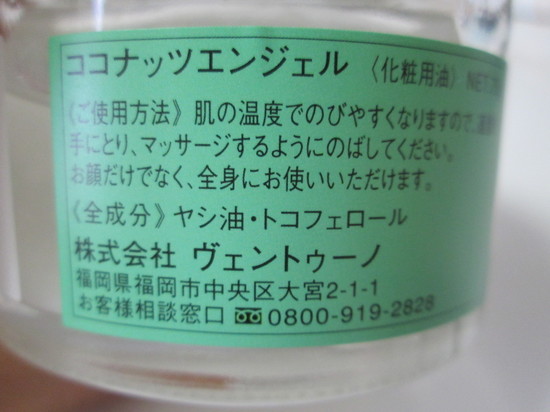 ココナッツエンジェル 〈化粧用油〉 NET
《ご使用方法》肌の温度でのびやすくなりますので、
手にとり、マッサージするようにのばしてください。
お顔だけでなく、全身にお使いいただけます。
《全成分》ヤシ油・トコフェロール
株式会社 ヴェントゥーノ
福岡県福岡市中央区大宮2-1-1
お客様相談窓口 0800-919-2828